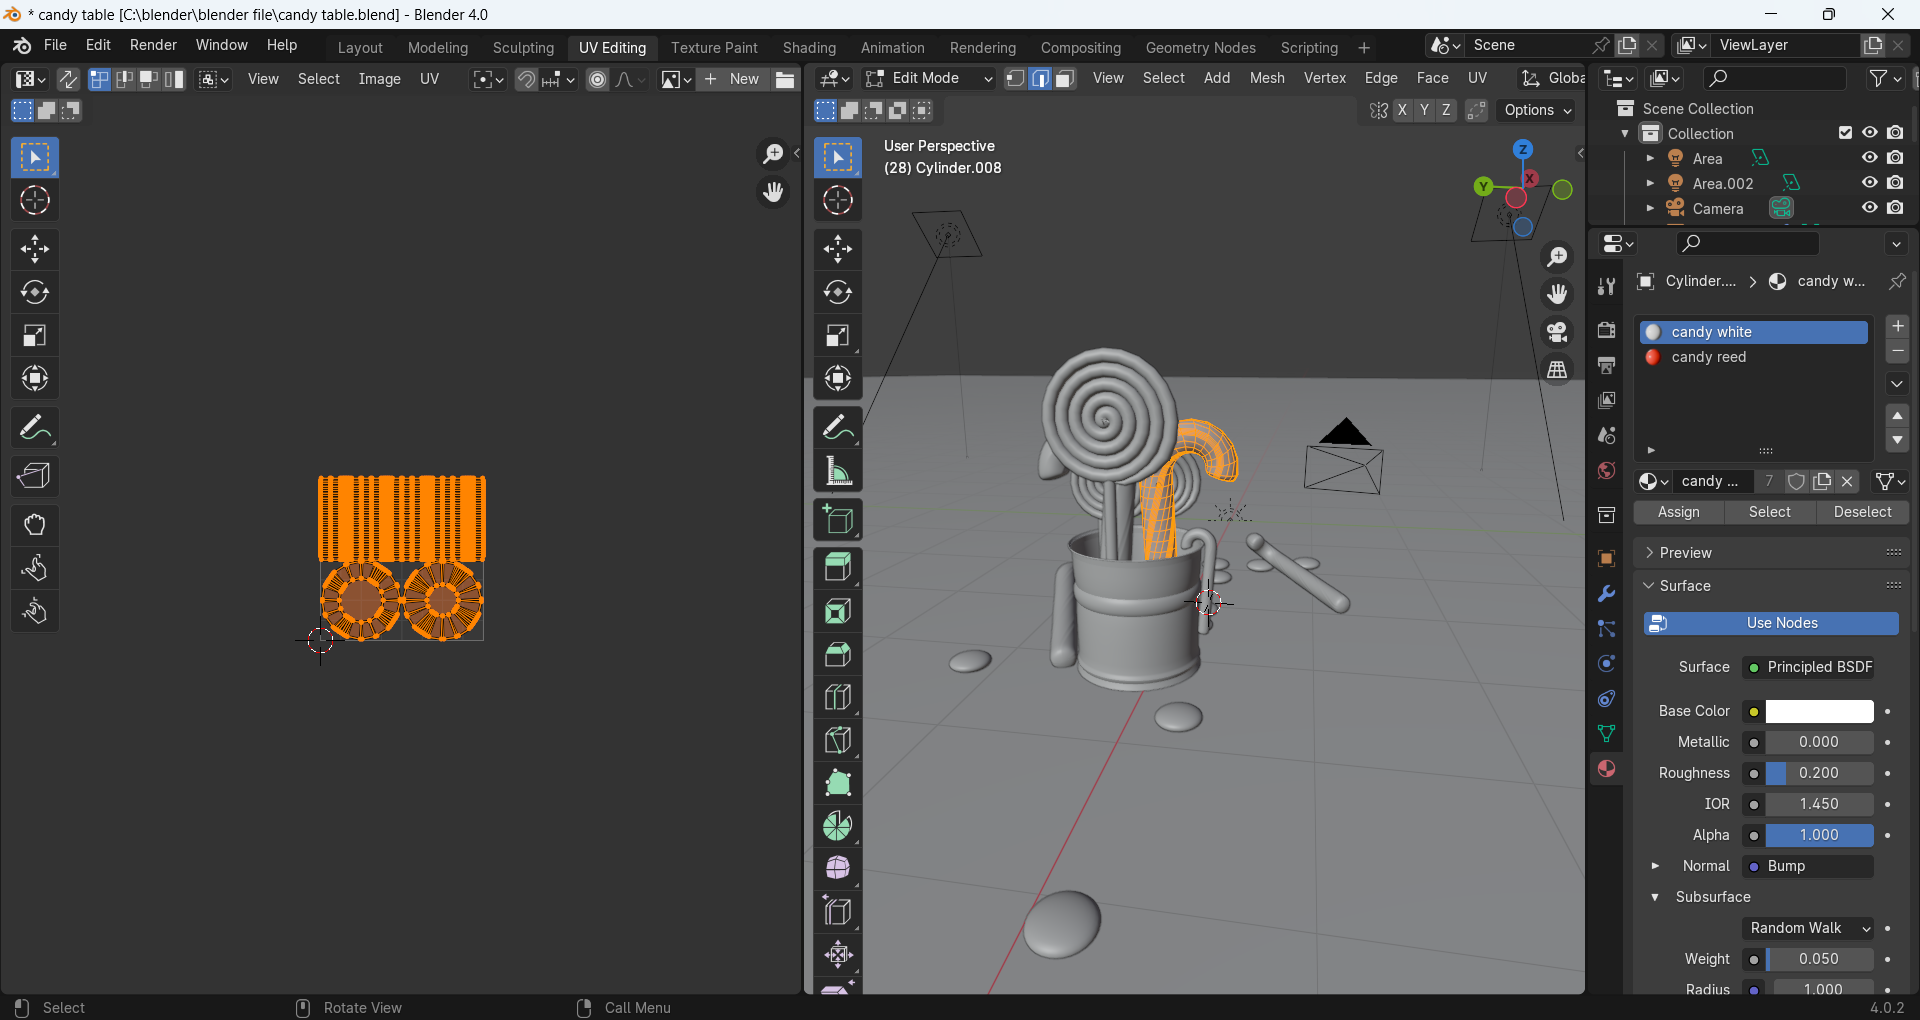 * candy table [C:\blender\blender file\candy table.blend] - Blender 4.0
File Edit Render Window Help Layout Modeling Sculpting UV Editing Texture Paint Shading Animation Rendering Compositing Geometry Nodes Scripting + Scene ViewLayer
View Select Image UV New Edit Mode View Select Add Mesh Vertex Edge Face UV Globa
X Y Z Options
Scene Collection
Collection
Area
Area.002
Camera
User Perspective
(28) Cylinder.008
Z
Y X
Cylinder.... candy w...
candy white
candy reed
candy ... 7
Assign Select Deselect
Preview
Surface
Use Nodes
Surface Principled BSDF
Base Color
Metallic 0.000
Roughness 0.200
IOR 1.450
Alpha 1.000
Normal Bump
Subsurface
Random Walk
Weight 0.050
Radius 1.000
Select Rotate View Call Menu 4.0.2